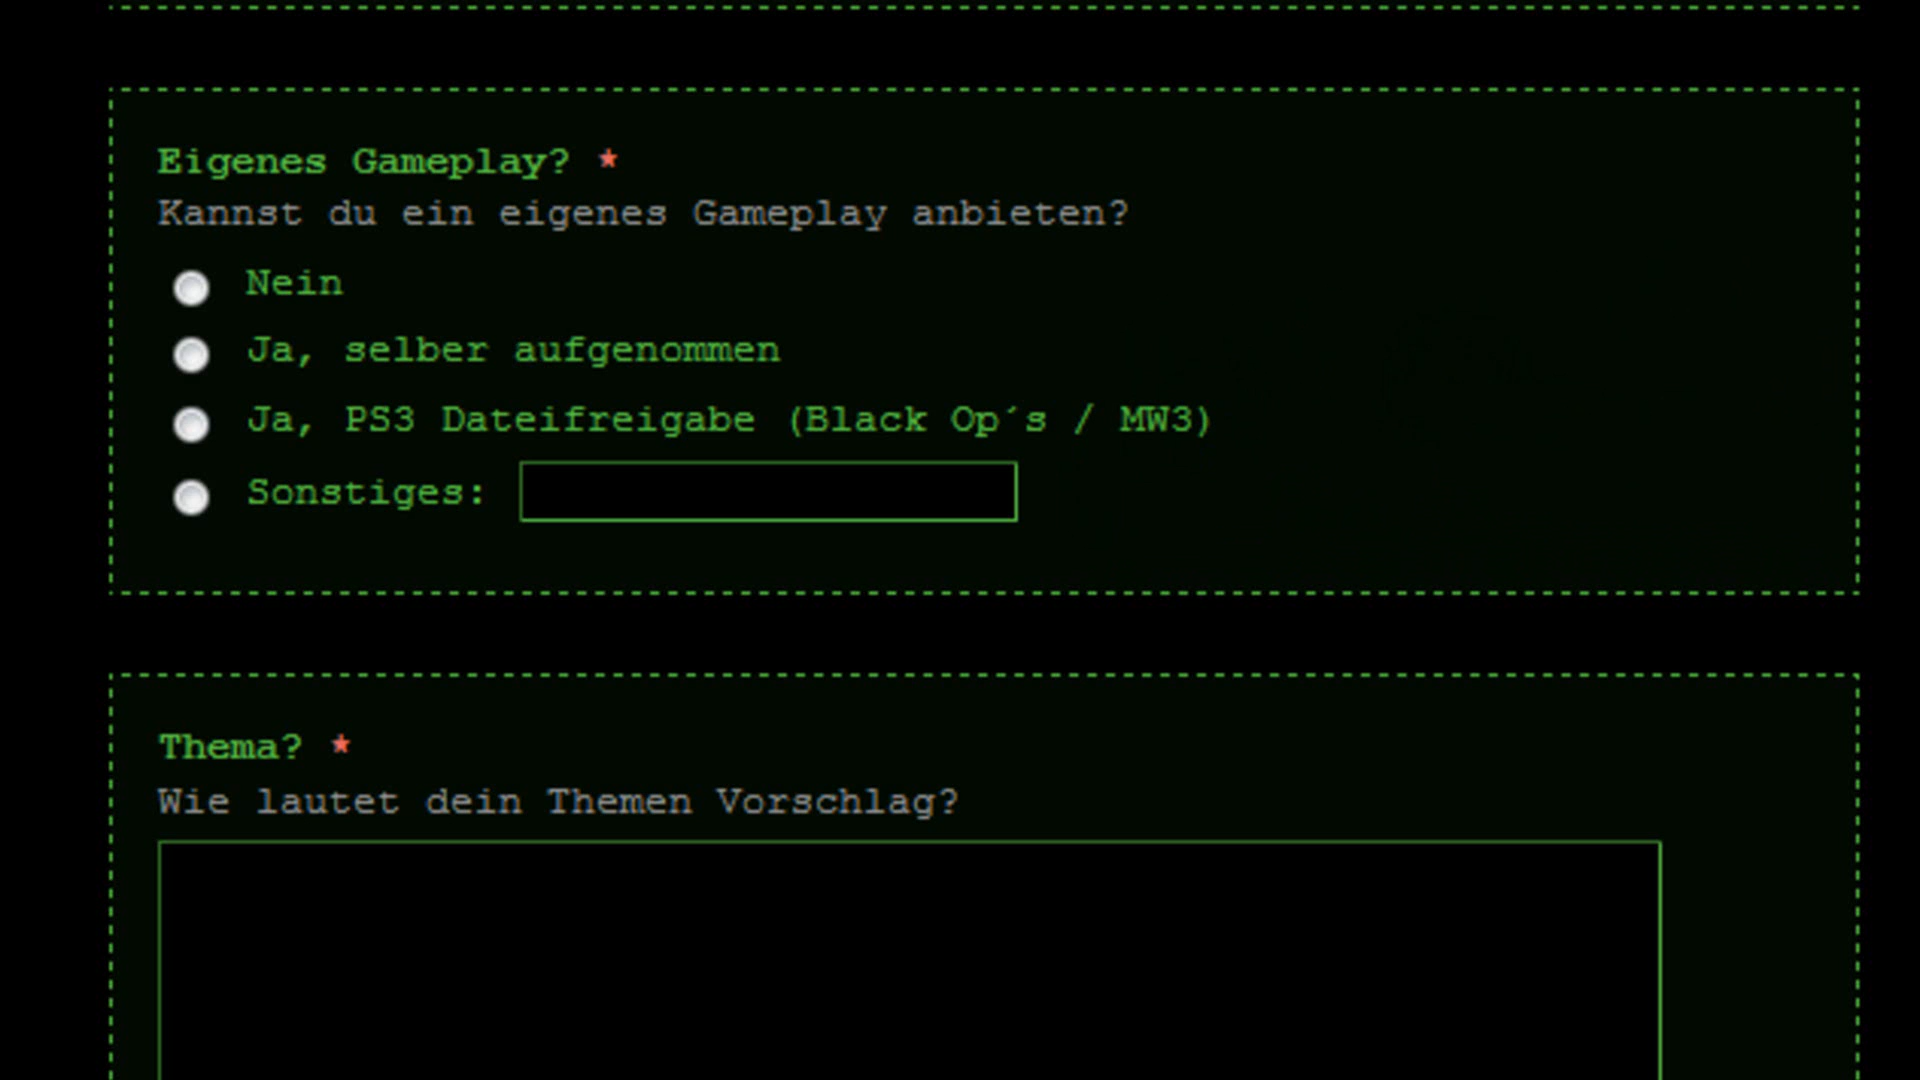 Eigenes Gameplay? *
Kannst du ein eigenes Gameplay anbieten?
Nein
Ja, selber aufgenommen
Ja, PS3 Dateifreigabe (Black Op´s / MW3)
Sonstiges:
Thema? *
Wie lautet dein Themen Vorschlag?